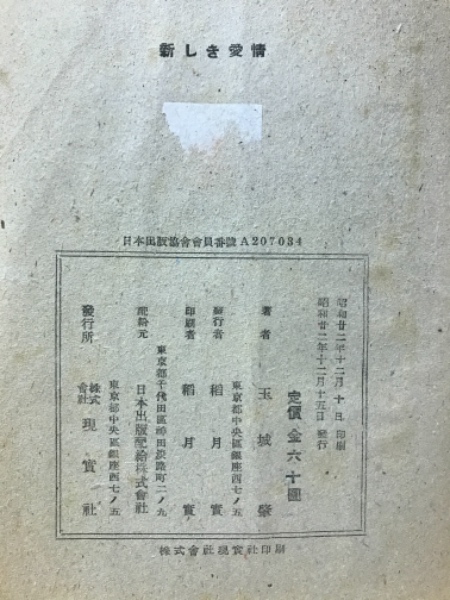 新しき愛情
日本出版協會會員番號A207034
昭和廿二年十二月十日 印刷
昭和廿二年十二月十五日 發行
定價金六十圓
著者 玉城肇
東京都中央區銀座西七ノ五
發行者 稻月實
印刷者 稻月實
東京都千代田區神田淡路町二ノ九
配給元 日本出版配給株式會社
東京都中央區銀座西七ノ五
發行所 株式會社 現實社
株式會社現實社印刷